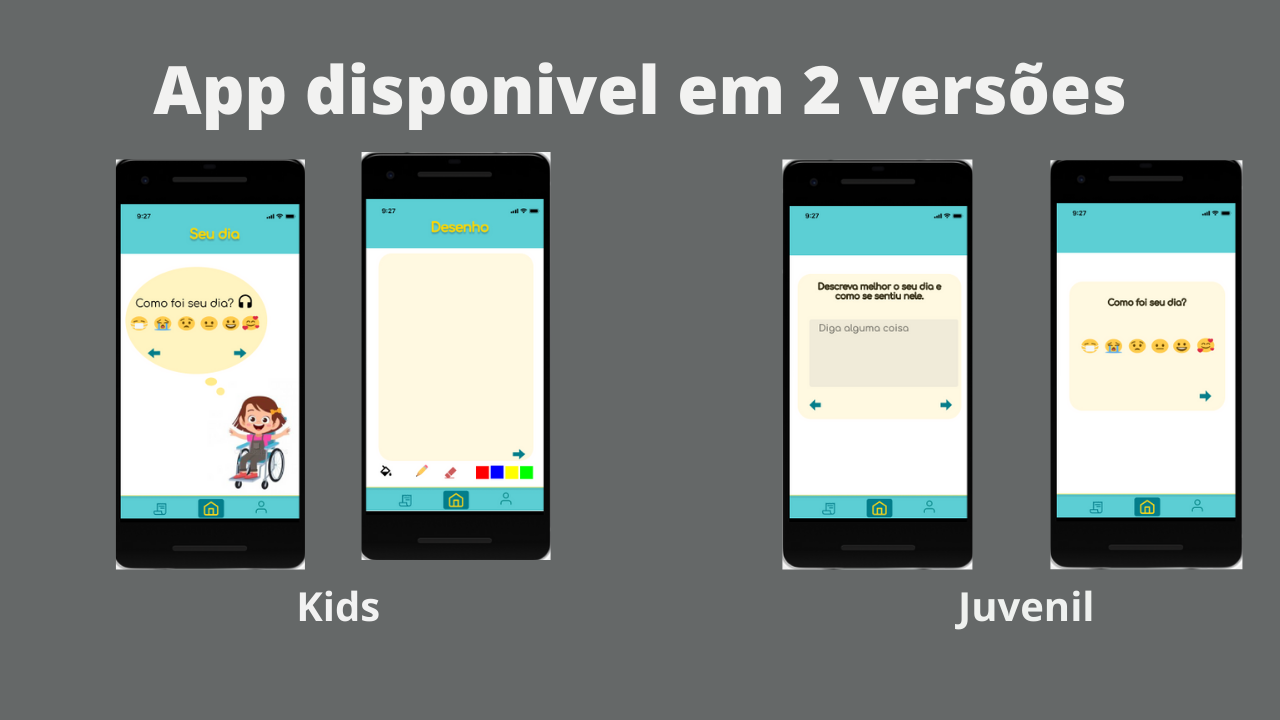 App disponivel em 2 versões
9:27
Seu dia
Como foi seu dia?
9:27
Desenho
9:27
Descreva melhor o seu dia e
como se sentiu nele.
Diga alguma coisa
9:27
Como foi seu dia?
Kids
Juvenil